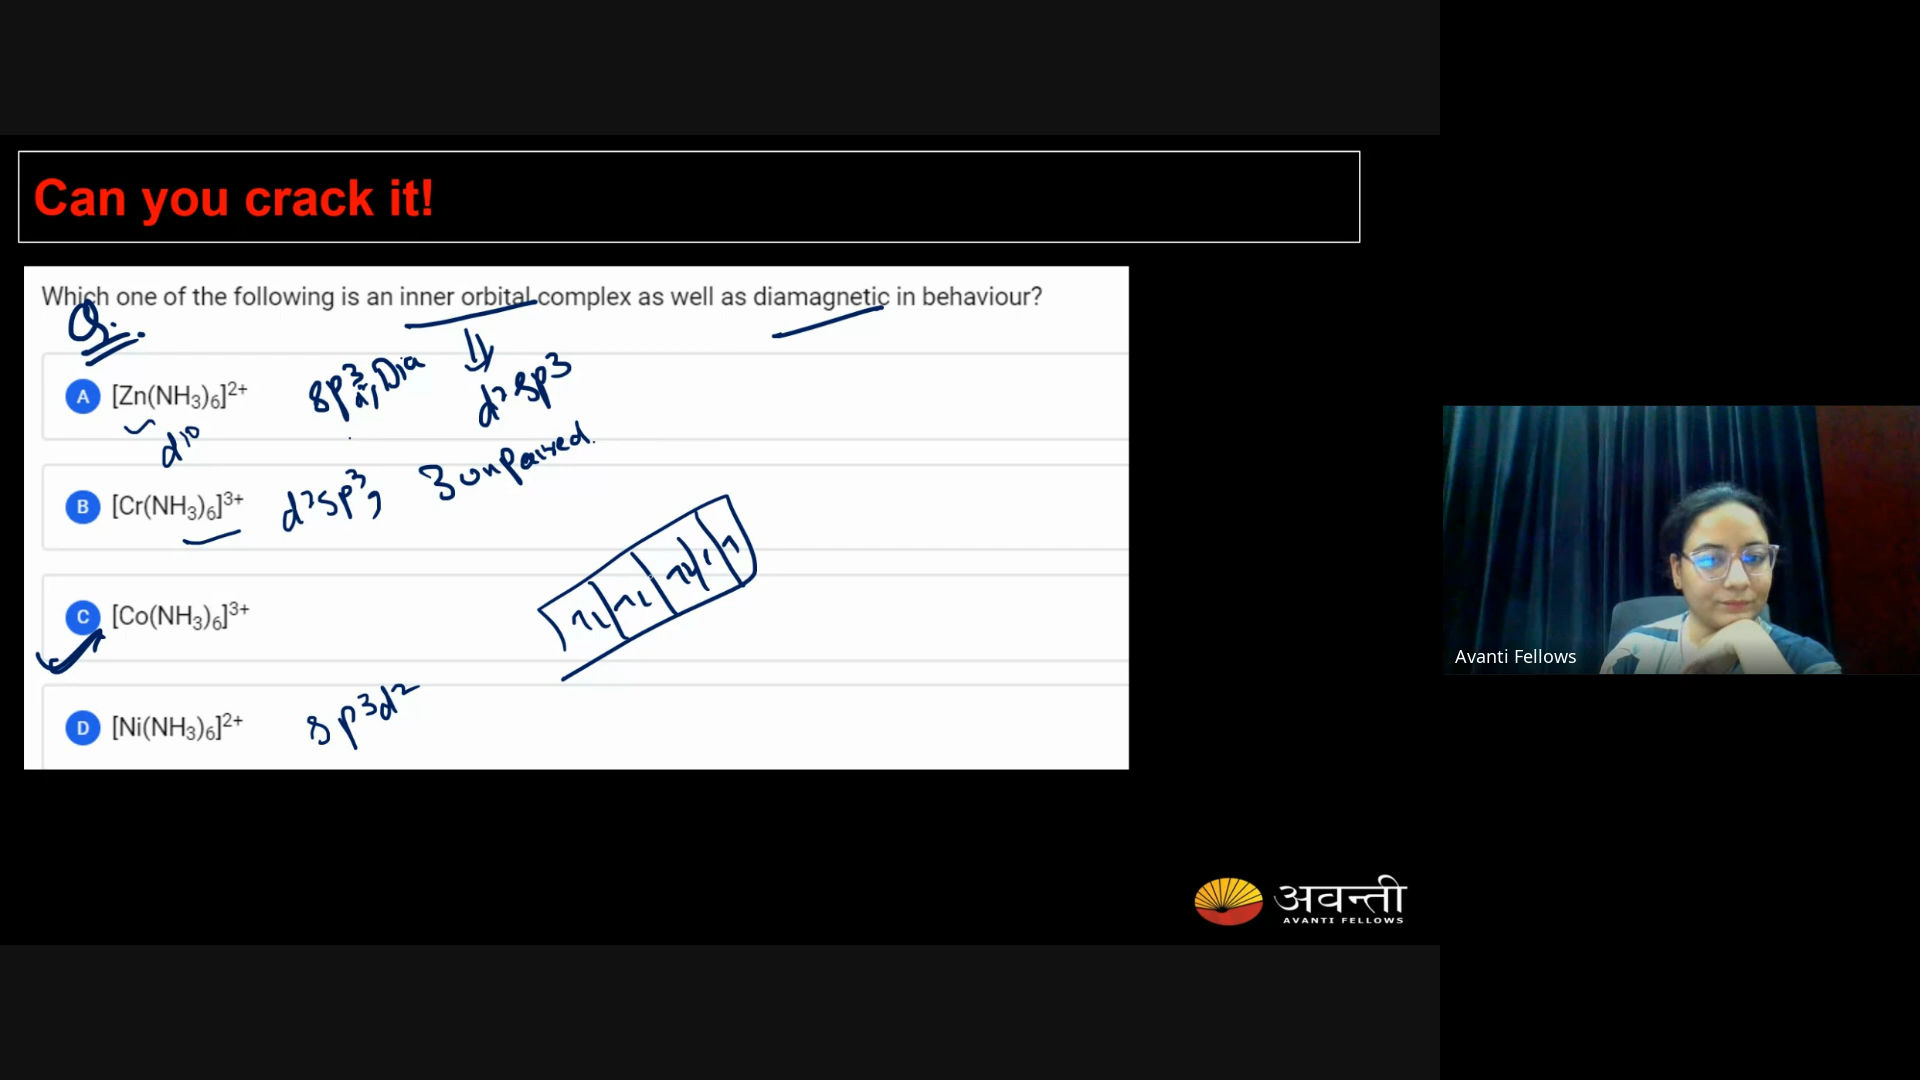 Can you crack it!
Which one of the following is an inner orbital complex as well as diamagnetic in behaviour?
Q.
A [Zn(NH₃)₆]²⁺ Dia
d²sp³
d¹⁰
B [Cr(NH₃)₆]³⁺ d²sp³, 3 unpaired.
C [Co(NH₃)₆]³⁺
D [Ni(NH₃)₆]²⁺ sp³d²
Avanti Fellows
अवन्ती
AVANTI FELLOWS